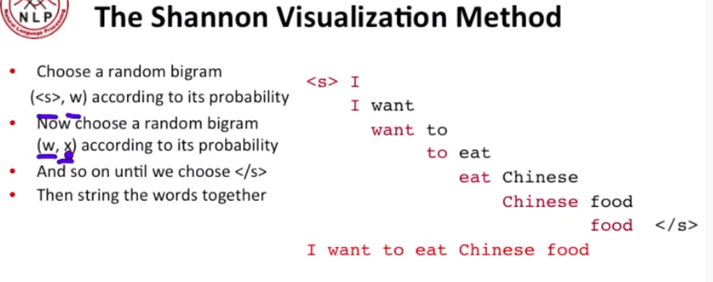 NLP
The Shannon Visualization Method
• Choose a random bigram
(<s>, w) according to its probability
• Now choose a random bigram
(w, x) according to its probability
• And so on until we choose </s>
• Then string the words together
<s> I
I want
want to
to eat
eat Chinese
Chinese food
food </s>
I want to eat Chinese food